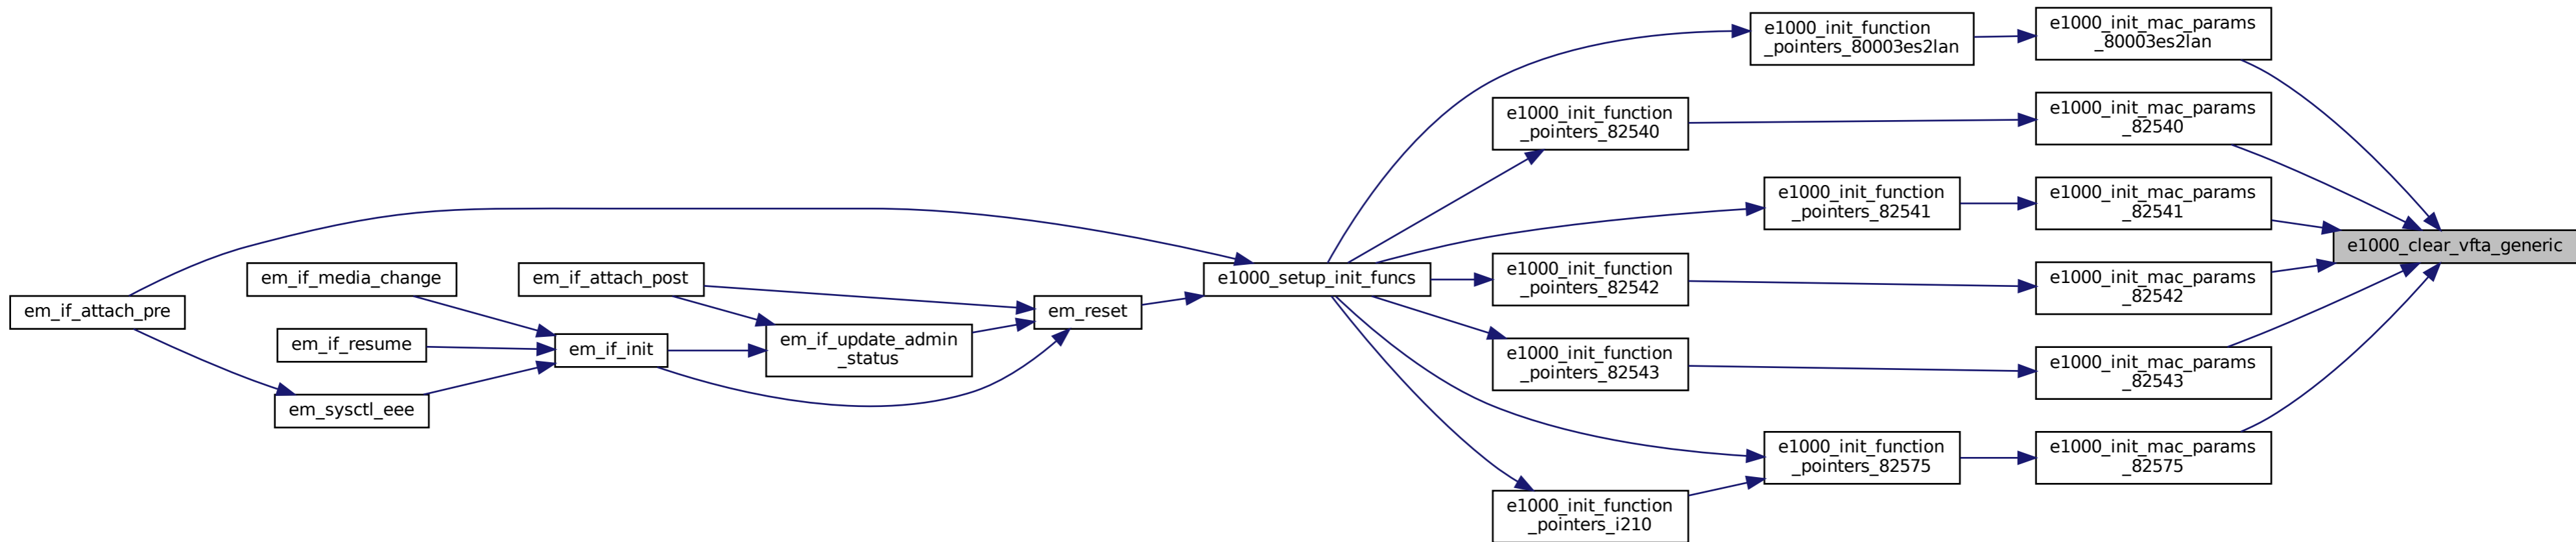 em_if_attach_pre
em_if_media_change
em_if_resume
em_sysctl_eee
em_if_attach_post
em_if_init
em_if_update_admin
_status
em_reset
e1000_setup_init_funcs
e1000_init_function
_pointers_80003es2lan
e1000_init_function
_pointers_82540
e1000_init_function
_pointers_82541
e1000_init_function
_pointers_82542
e1000_init_function
_pointers_82543
e1000_init_function
_pointers_82575
e1000_init_function
_pointers_i210
e1000_init_mac_params
_80003es2lan
e1000_init_mac_params
_82540
e1000_init_mac_params
_82541
e1000_init_mac_params
_82542
e1000_init_mac_params
_82543
e1000_init_mac_params
_82575
e1000_clear_vfta_generic